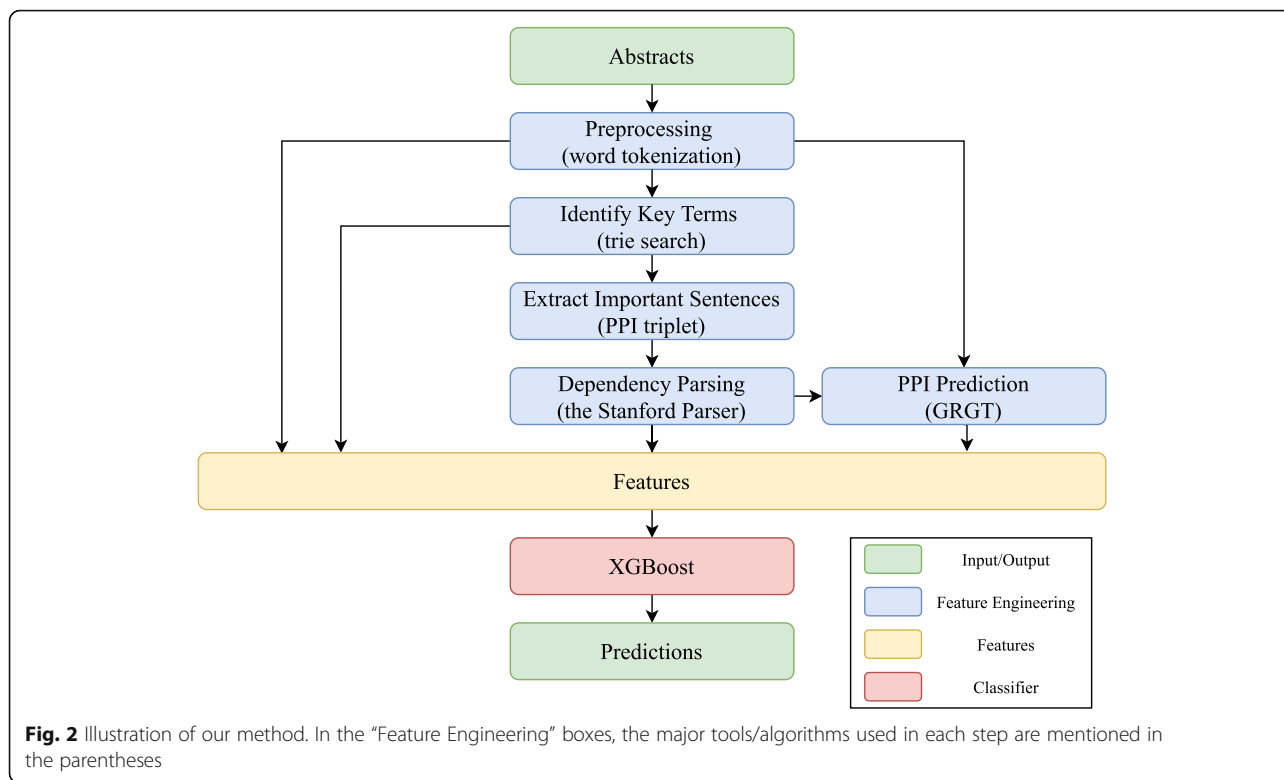 Abstracts
Preprocessing
(word tokenization)
Identify Key Terms
(trie search)
Extract Important Sentences
(PPI triplet)
Dependency Parsing
(the Stanford Parser)
PPI Prediction
(GRGT)
Features
XGBoost
Predictions
Input/Output
Feature Engineering
Features
Classifier
Fig. 2 Illustration of our method. In the “Feature Engineering” boxes, the major tools/algorithms used in each step are mentioned in
the parentheses